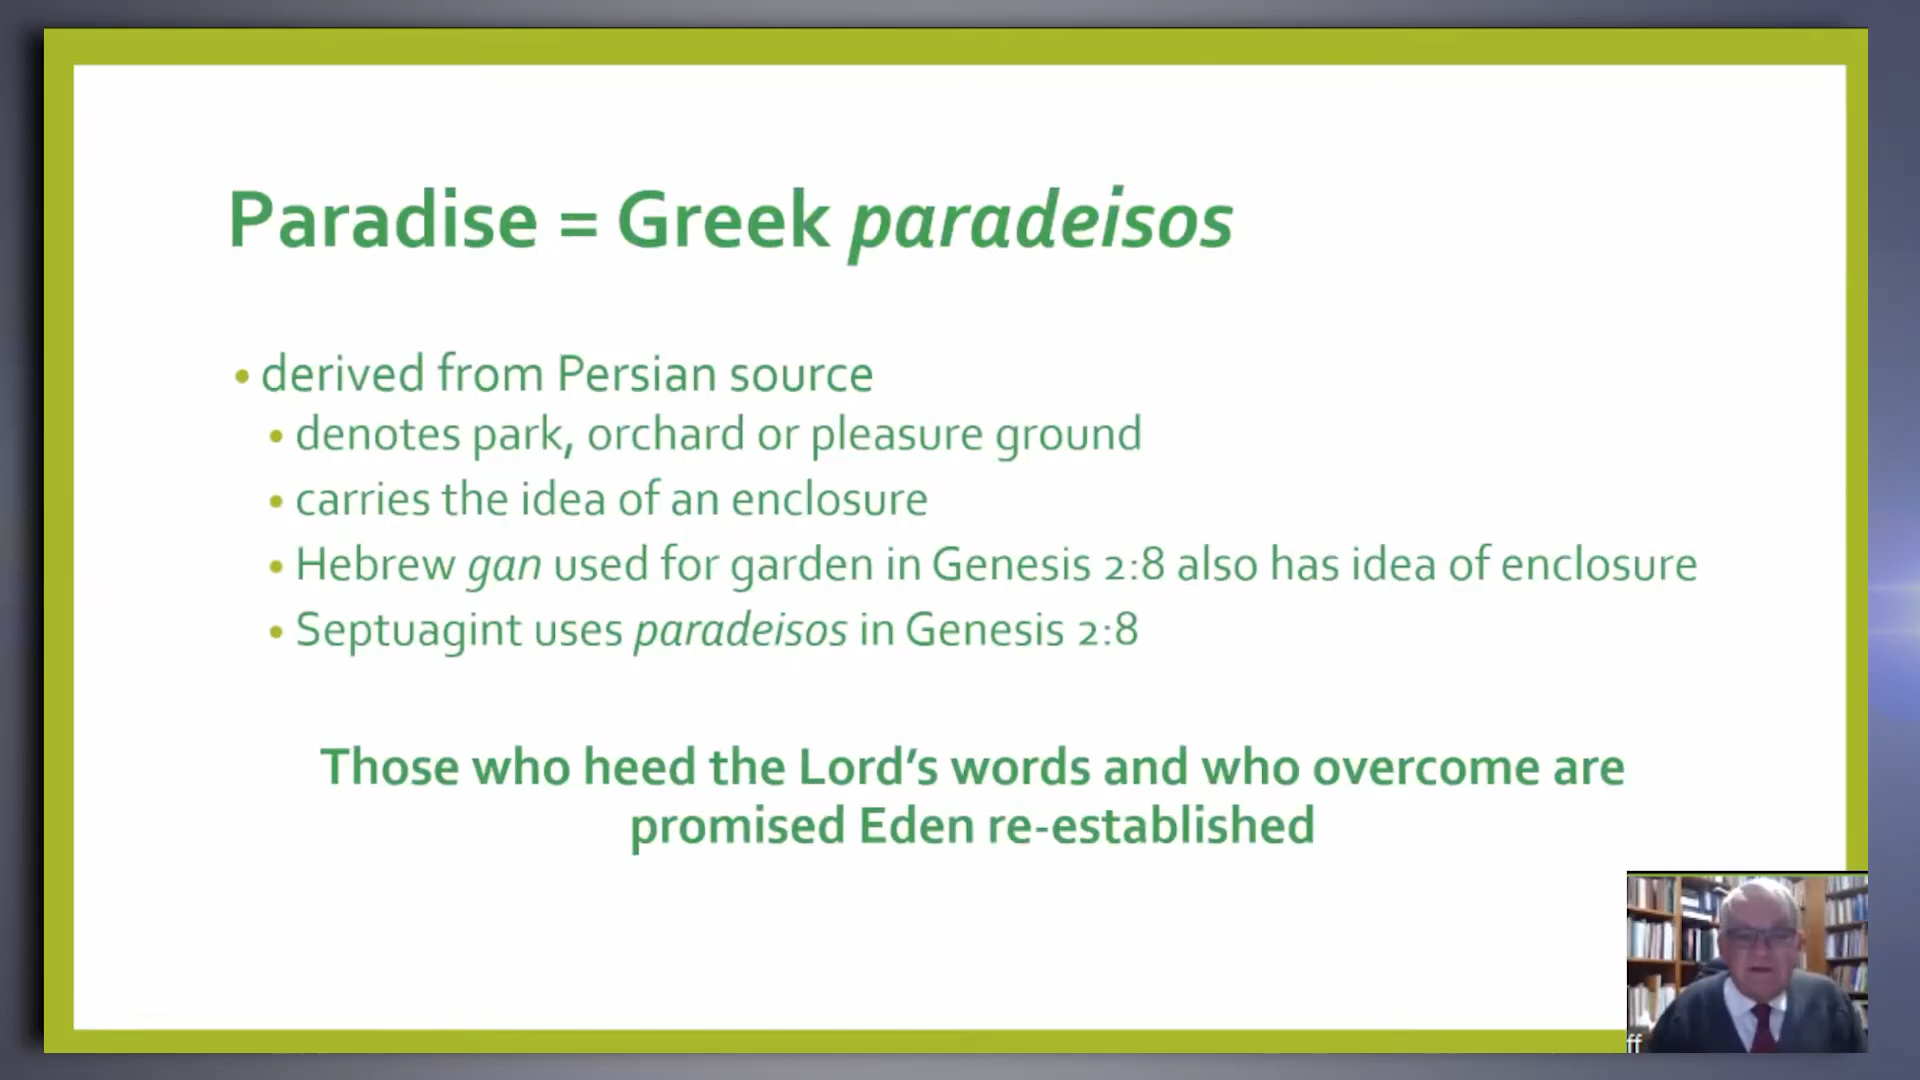 Paradise = Greek paradeisos
• derived from Persian source
• denotes park, orchard or pleasure ground
• carries the idea of an enclosure
• Hebrew gan used for garden in Genesis 2:8 also has idea of enclosure
• Septuagint uses paradeisos in Genesis 2:8
Those who heed the Lord's words and who overcome are
promised Eden re-established
ff